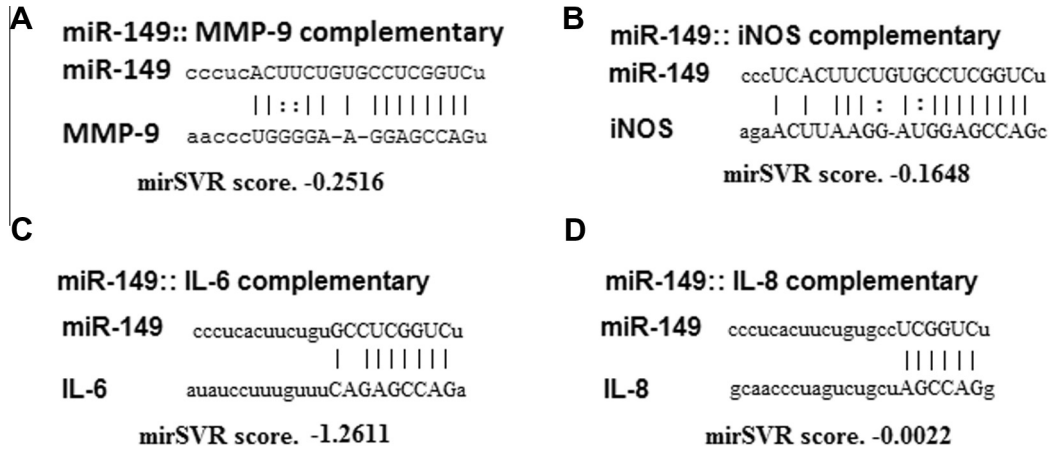 A
miR-149:: MMP-9 complementary
miR-149 cccucACUUCUGUGCCUCGGUCu
||::|| | ||||||||
MMP-9 aacccUGGGGA-A-GGAGCCAGu
mirSVR score. -0.2516
B
miR-149:: iNOS complementary
miR-149 cccUCACUUCUGUGCCUCGGUCu
| | |||: |:|||||||||
iNOS agaACUUAAGG-AUGGAGCCAGc
mirSVR score. -0.1648
C
miR-149:: IL-6 complementary
miR-149 cccucacuucuguGCCUCGGUCu
| |||||||
IL-6 auauccuuuguuuCAGAGCCAGa
mirSVR score. -1.2611
D
miR-149:: IL-8 complementary
miR-149 cccucacuucugugccUCGGUCu
||||||
IL-8 gcaacccuagucugcuAGCCAGg
mirSVR score. -0.0022